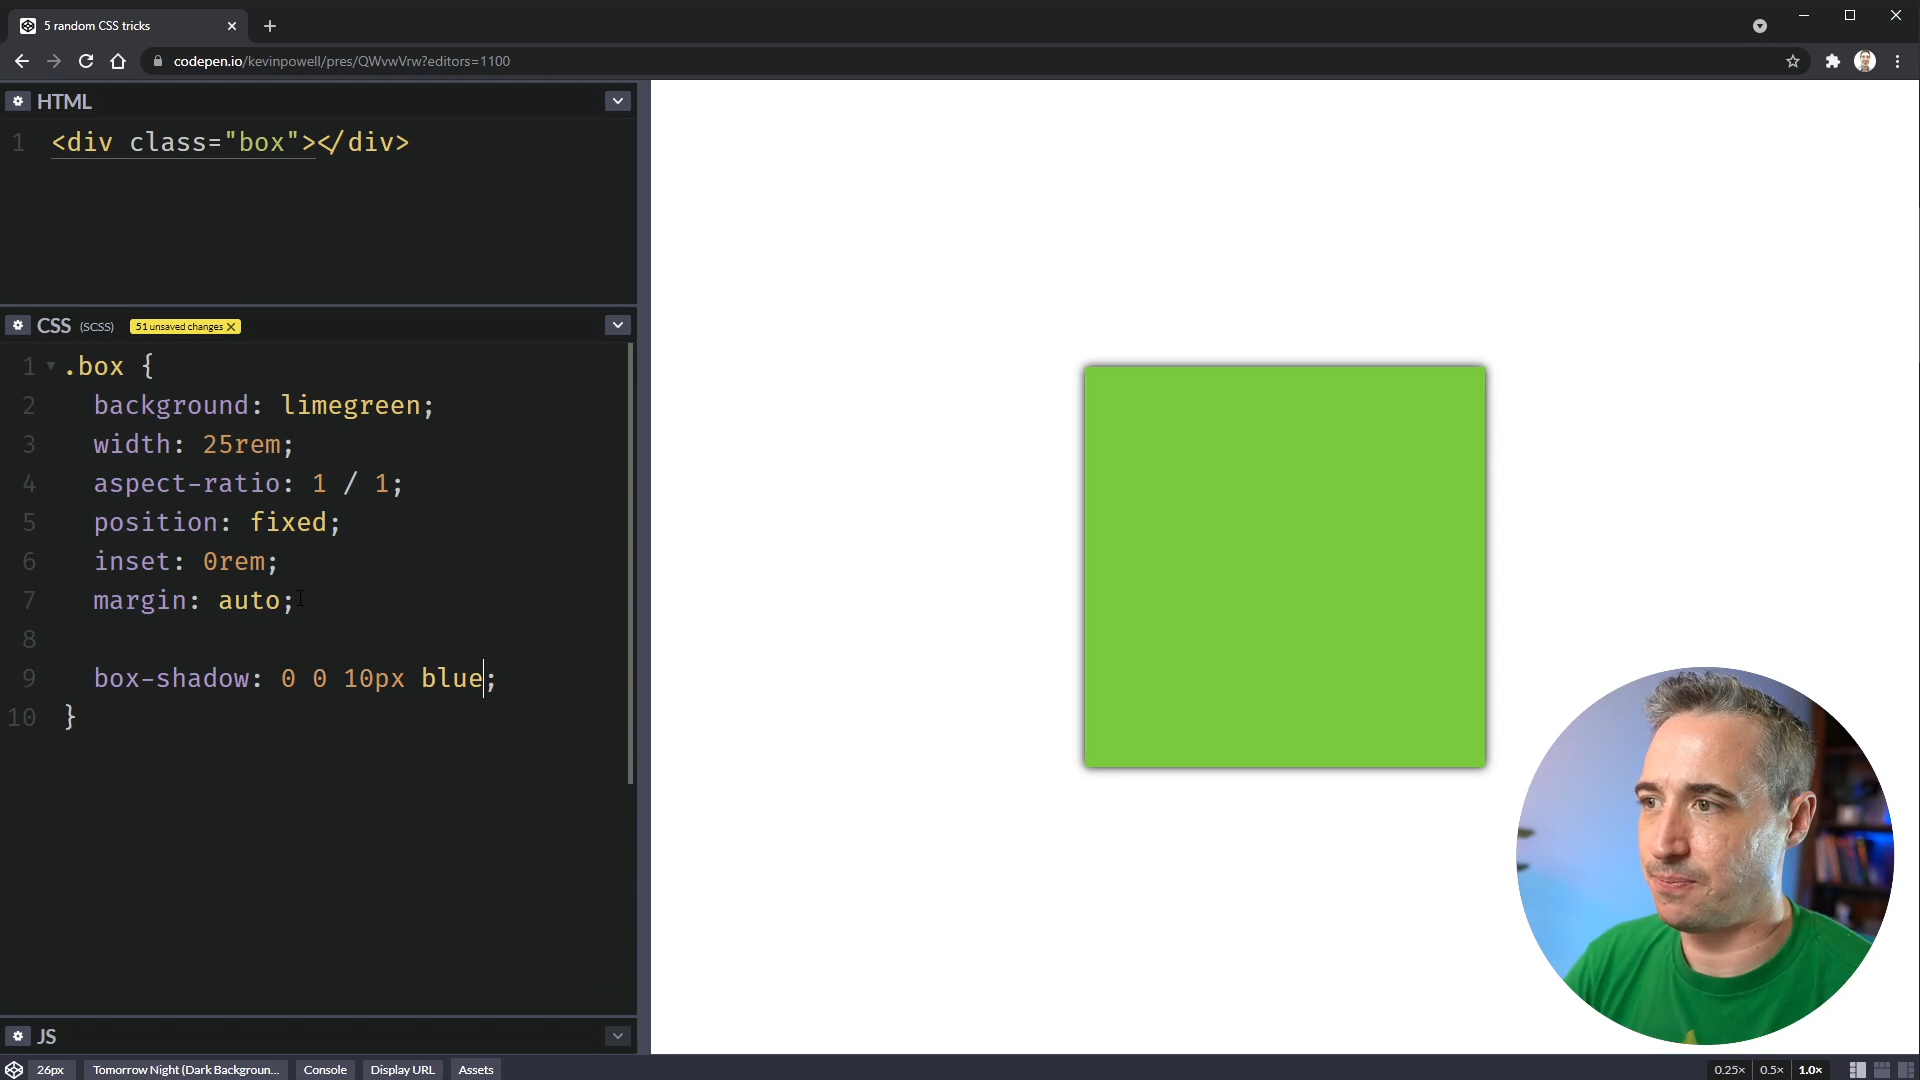 5 random CSS tricks
codepen.io/kevinpowell/pres/QWvwVrw?editors=1100
HTML
1 <div class="box"></div>
CSS (SCSS) 51 unsaved changes
1 .box {
2 background: limegreen;
3 width: 25rem;
4 aspect-ratio: 1 / 1;
5 position: fixed;
6 inset: 0rem;
7 margin: auto;
8
9 box-shadow: 0 0 10px blue;
10 }
JS
26px Tomorrow Night (Dark Backgroun... Console Display URL Assets 0.25× 0.5× 1.0×